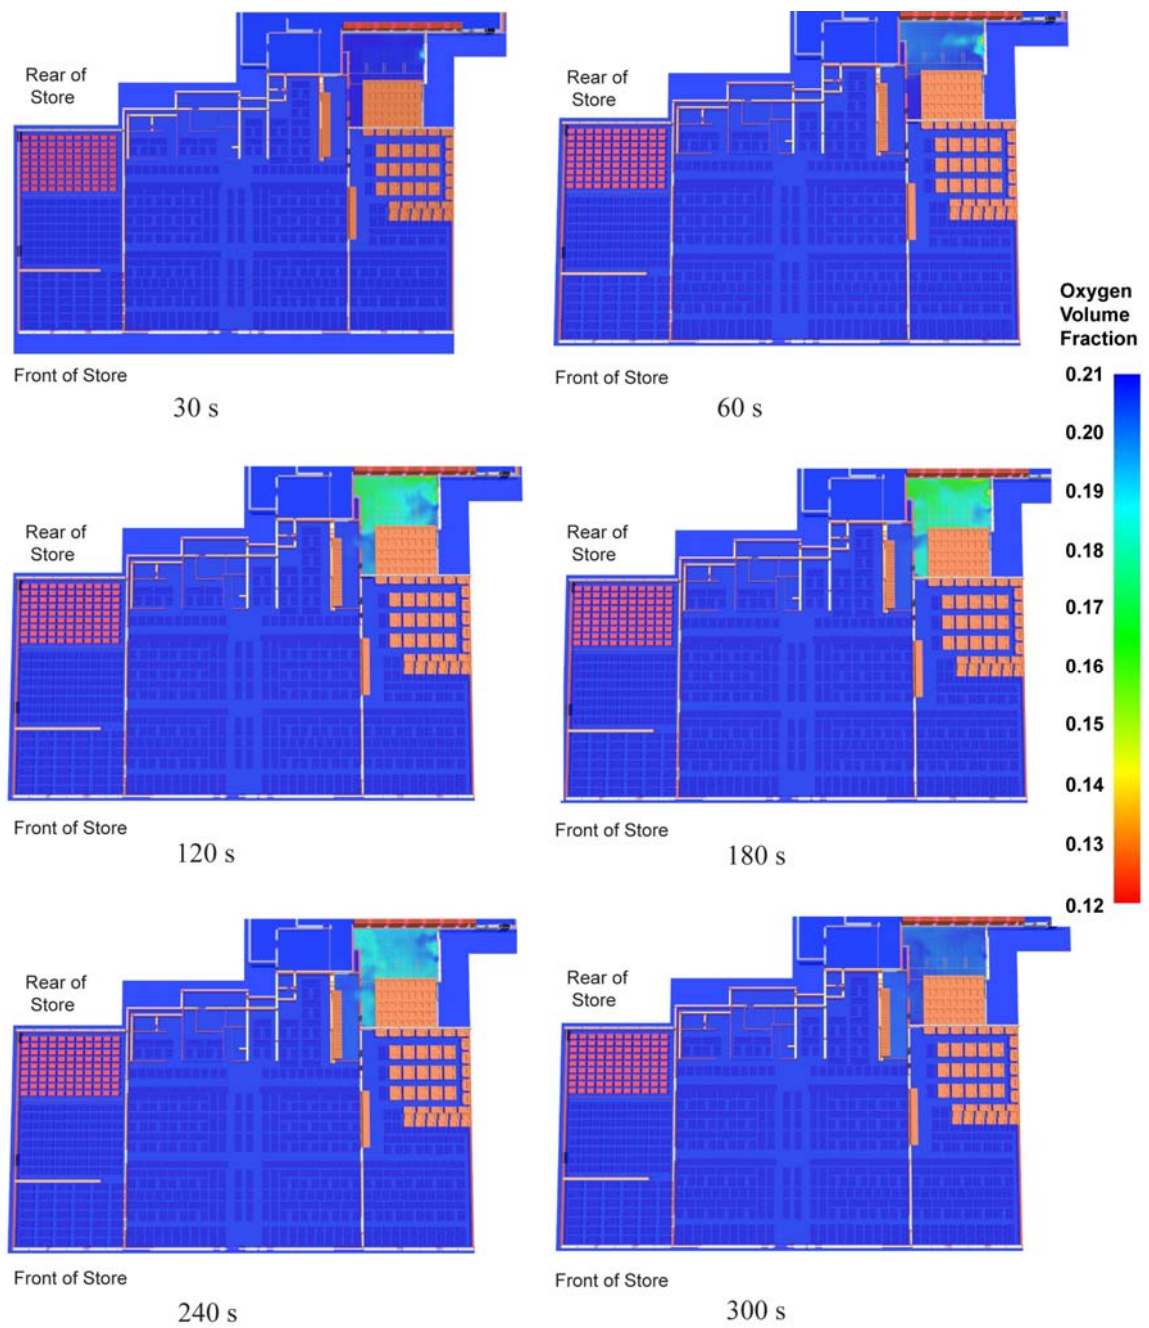 Rear of
Store
Front of Store
30 s
Rear of
Store
Front of Store
60 s
Oxygen
Volume
Fraction
0.21
0.20
0.19
0.18
0.17
0.16
0.15
0.14
0.13
0.12
Rear of
Store
Front of Store
120 s
Rear of
Store
Front of Store
180 s
Rear of
Store
Front of Store
240 s
Rear of
Store
Front of Store
300 s